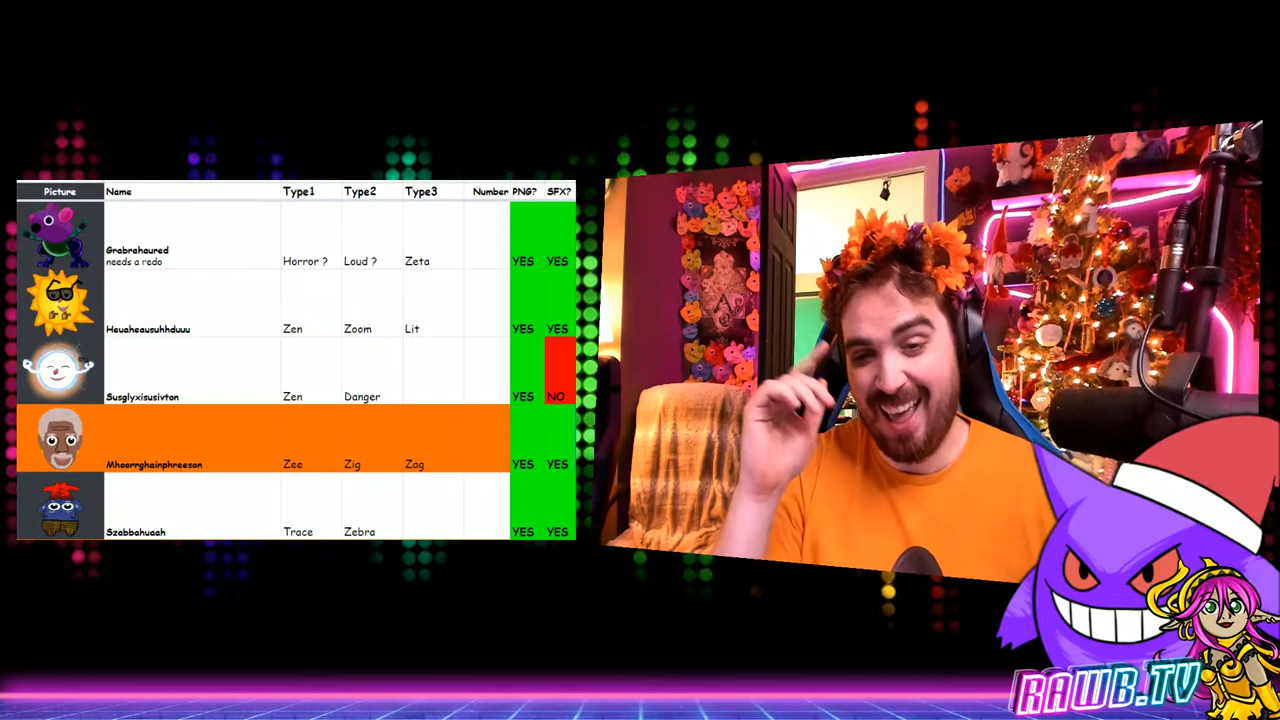 Picture Name Type1 Type2 Type3 Number PNG? SFX?
Grabrahaured
needs a redo Horror ? Loud ? Zeta YES YES
Heuaheausuhhduuu Zen Zoom Lit YES YES
Susglyxisusivton Zen Danger YES NO
Mhoorrghainphreeson Zee Zig Zag YES YES
Szabbahuaah Trace Zebra YES YES
RAWB.TV